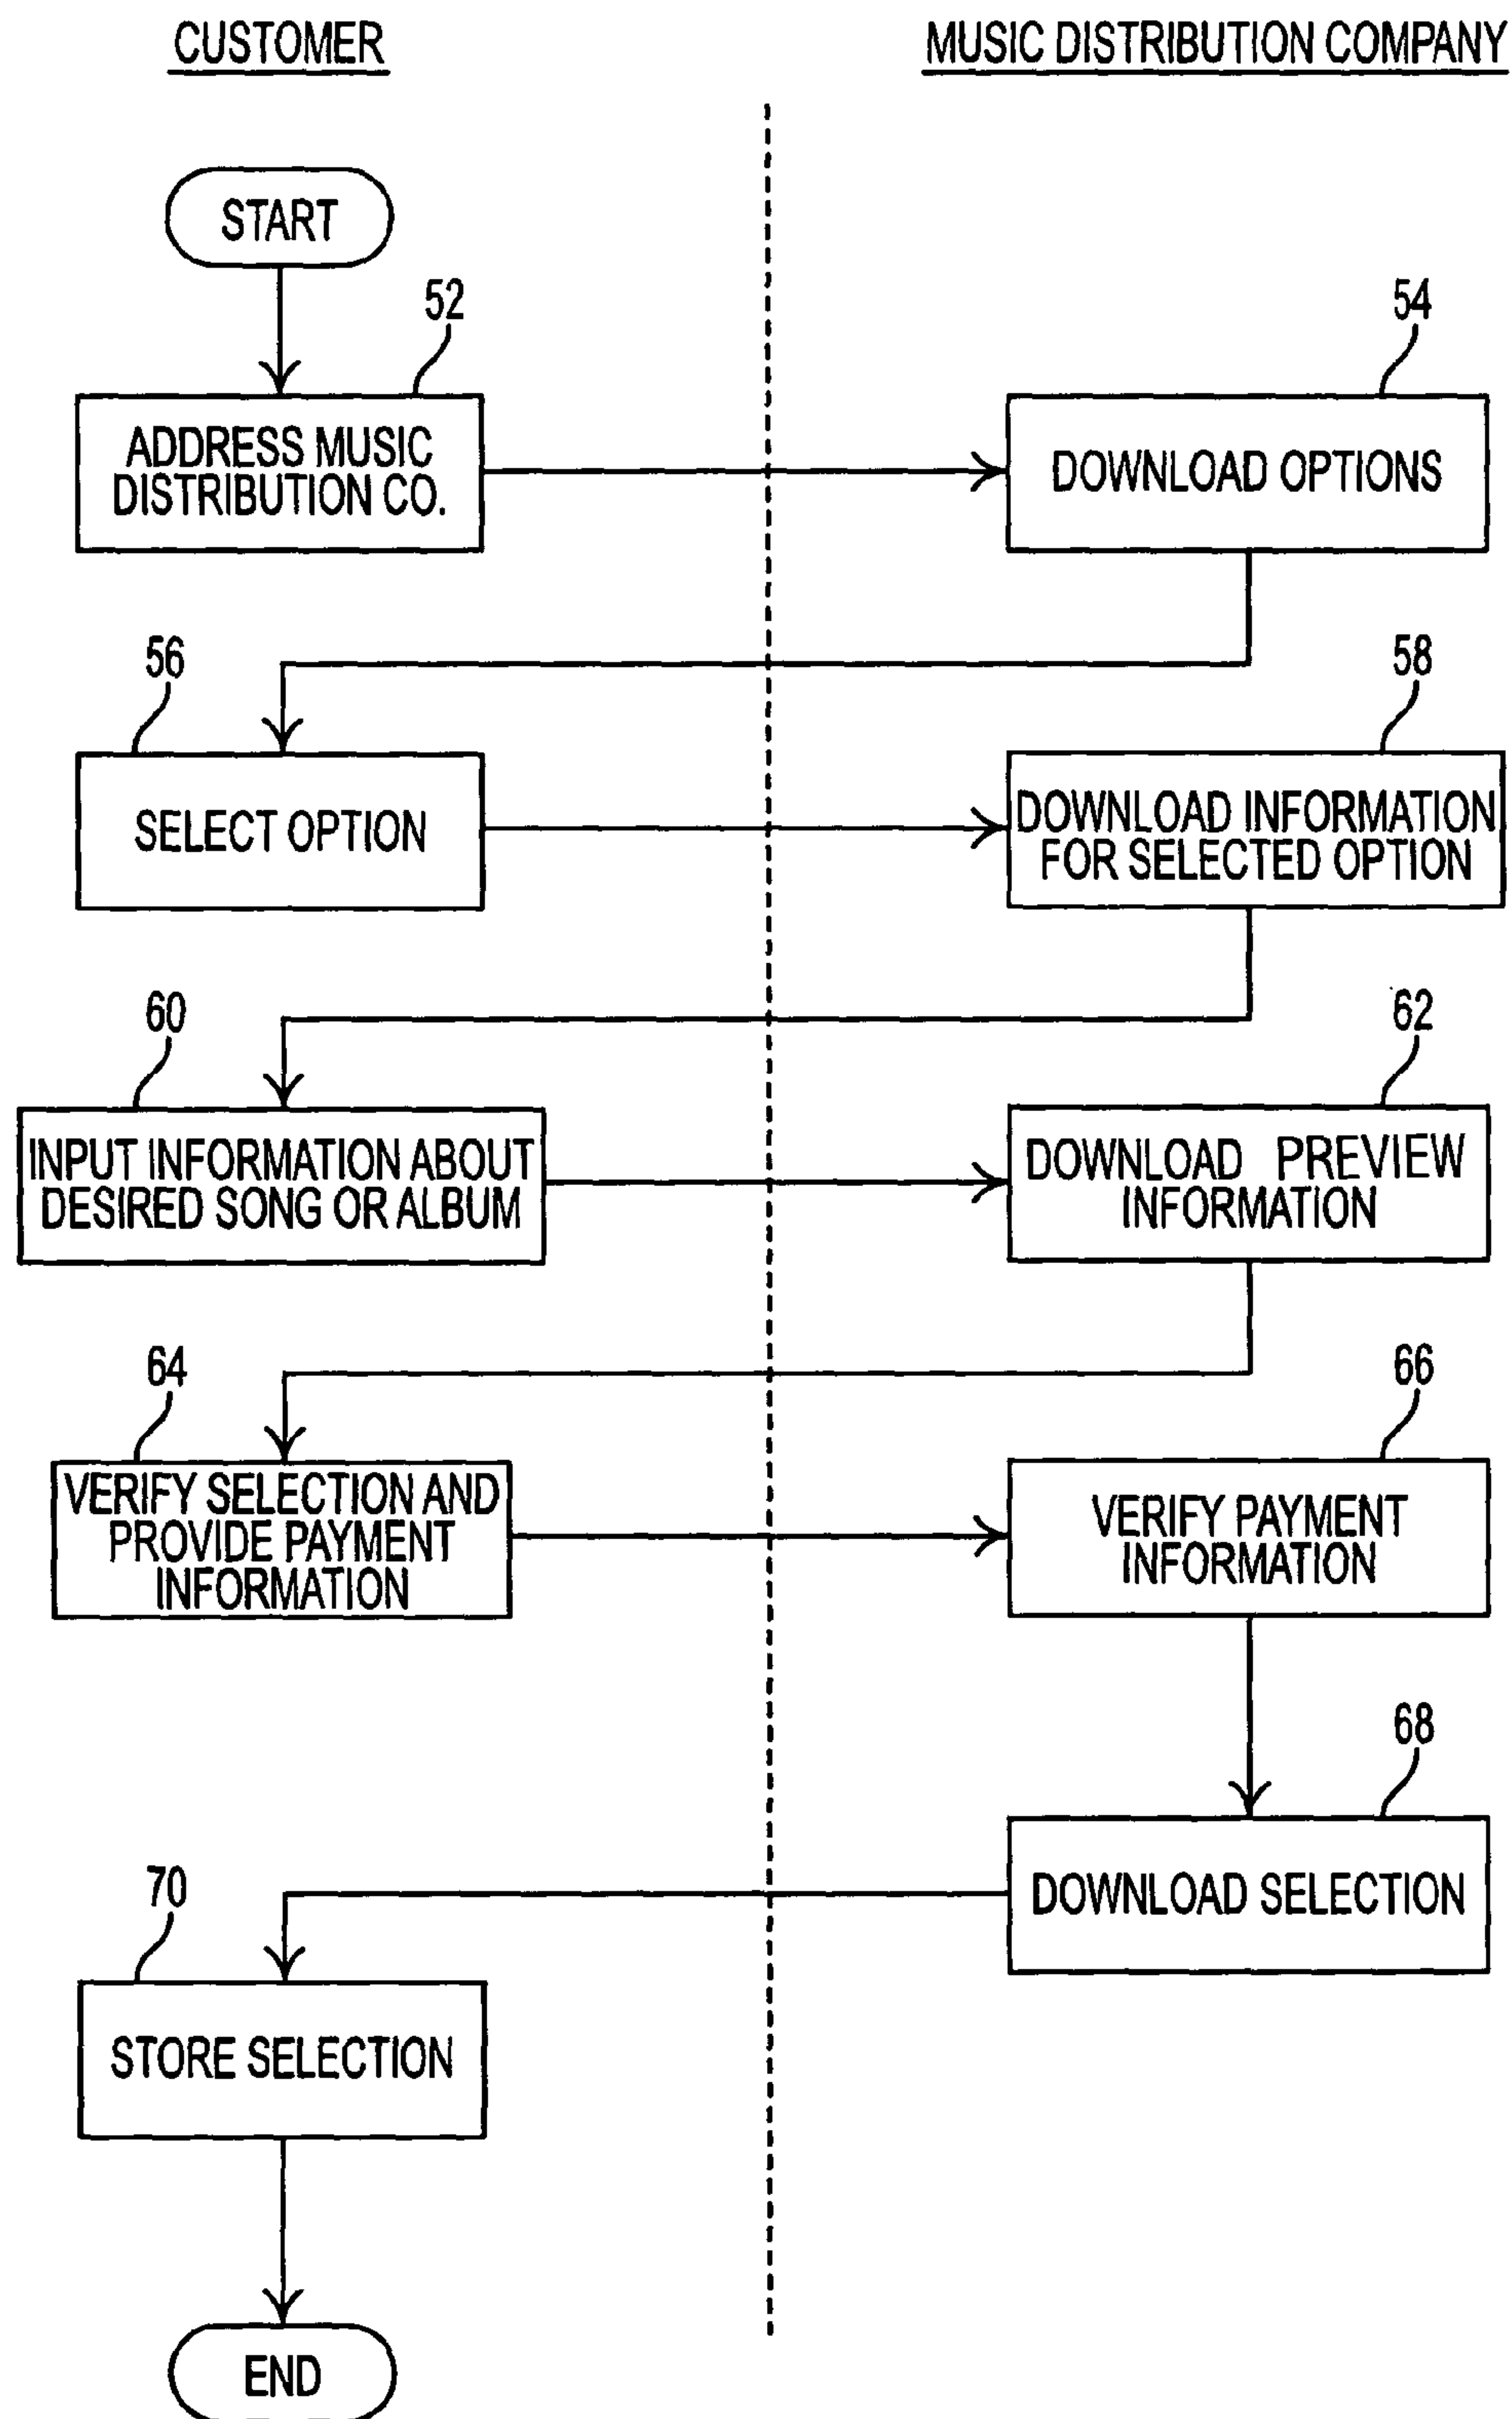 CUSTOMER
MUSIC DISTRIBUTION COMPANY
START
52
ADDRESS MUSIC
DISTRIBUTION CO.
54
DOWNLOAD OPTIONS
56
SELECT OPTION
58
DOWNLOAD INFORMATION
FOR SELECTED OPTION
60
INPUT INFORMATION ABOUT
DESIRED SONG OR ALBUM
62
DOWNLOAD PREVIEW
INFORMATION
64
VERIFY SELECTION AND
PROVIDE PAYMENT
INFORMATION
66
VERIFY PAYMENT
INFORMATION
68
DOWNLOAD SELECTION
70
STORE SELECTION
END